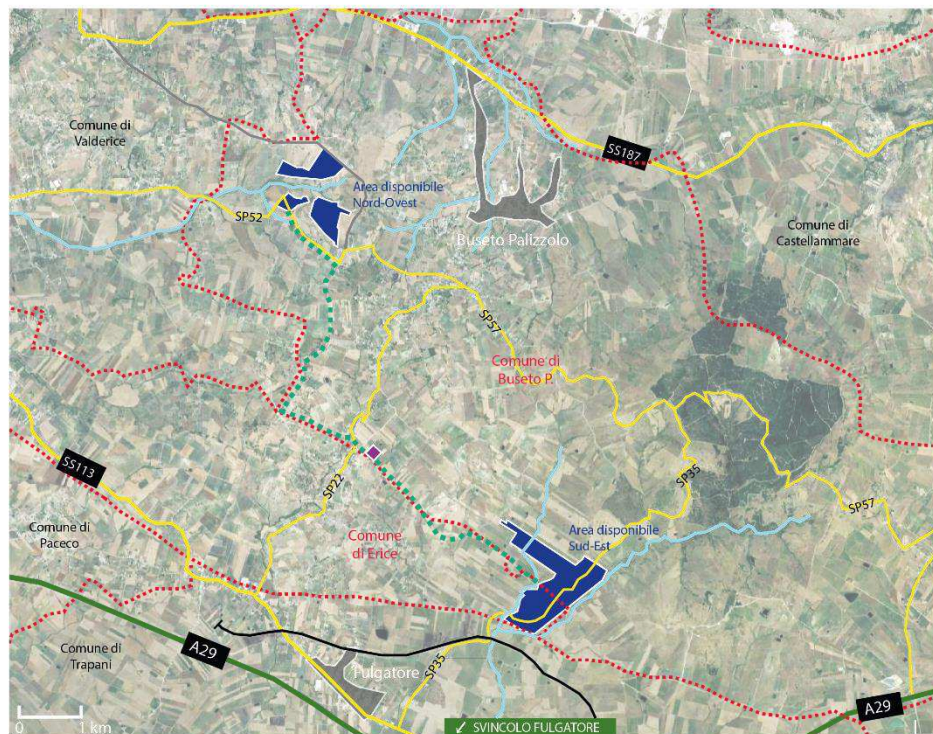 Comune di
Valderice
SS187
Area disponibile
Nord-Ovest
SP52
Comune di
Castellammare
Buseto Palizzolo
SP57
Comune di
Buseto P.
SS113
SP22
SP35
SP57
Comune di
Paceco
Comune
di Erice
Area disponibile
Sud-Est
Comune di
Trapani
A29
Fulgatore
SP35
A29
0 1 km
↙ SVINCOLO FULGATORE